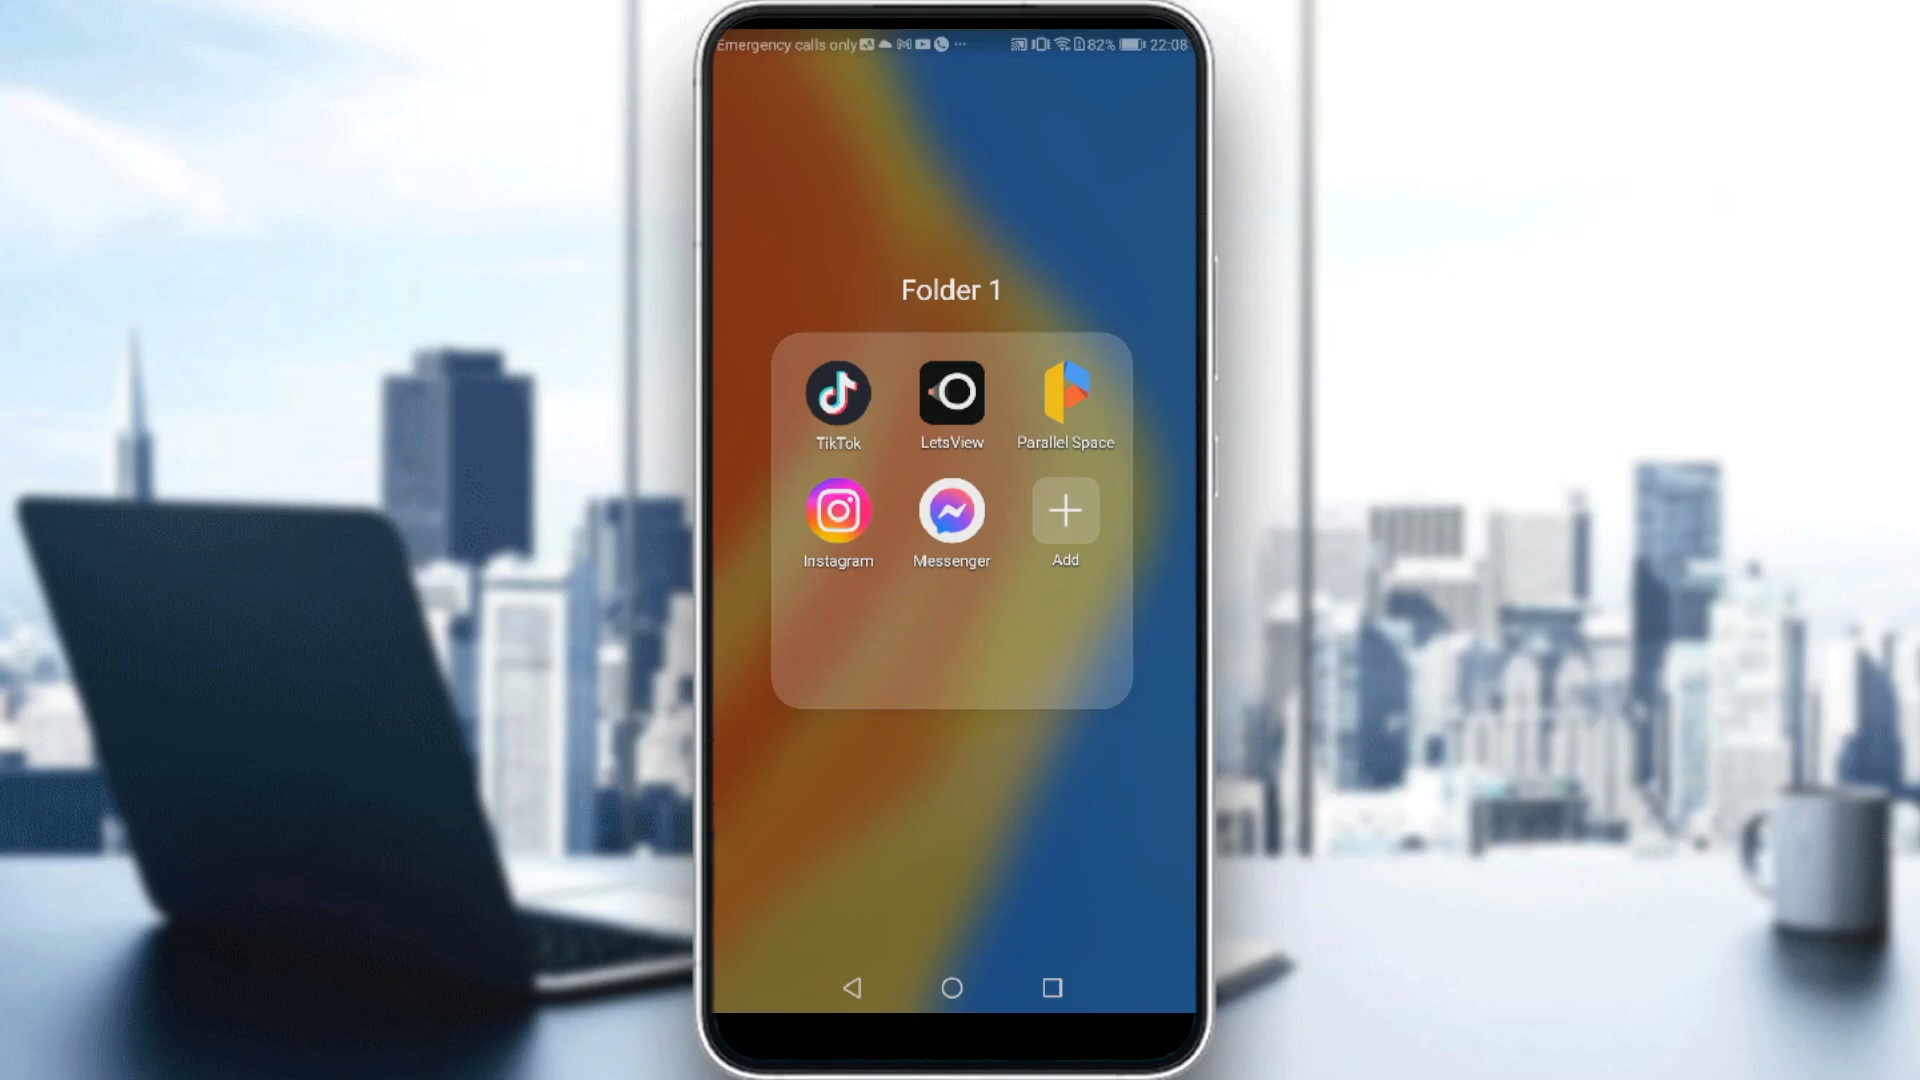 Emergency calls only 82% 22:08
Folder 1
TikTok LetsView Parallel Space
Instagram Messenger Add